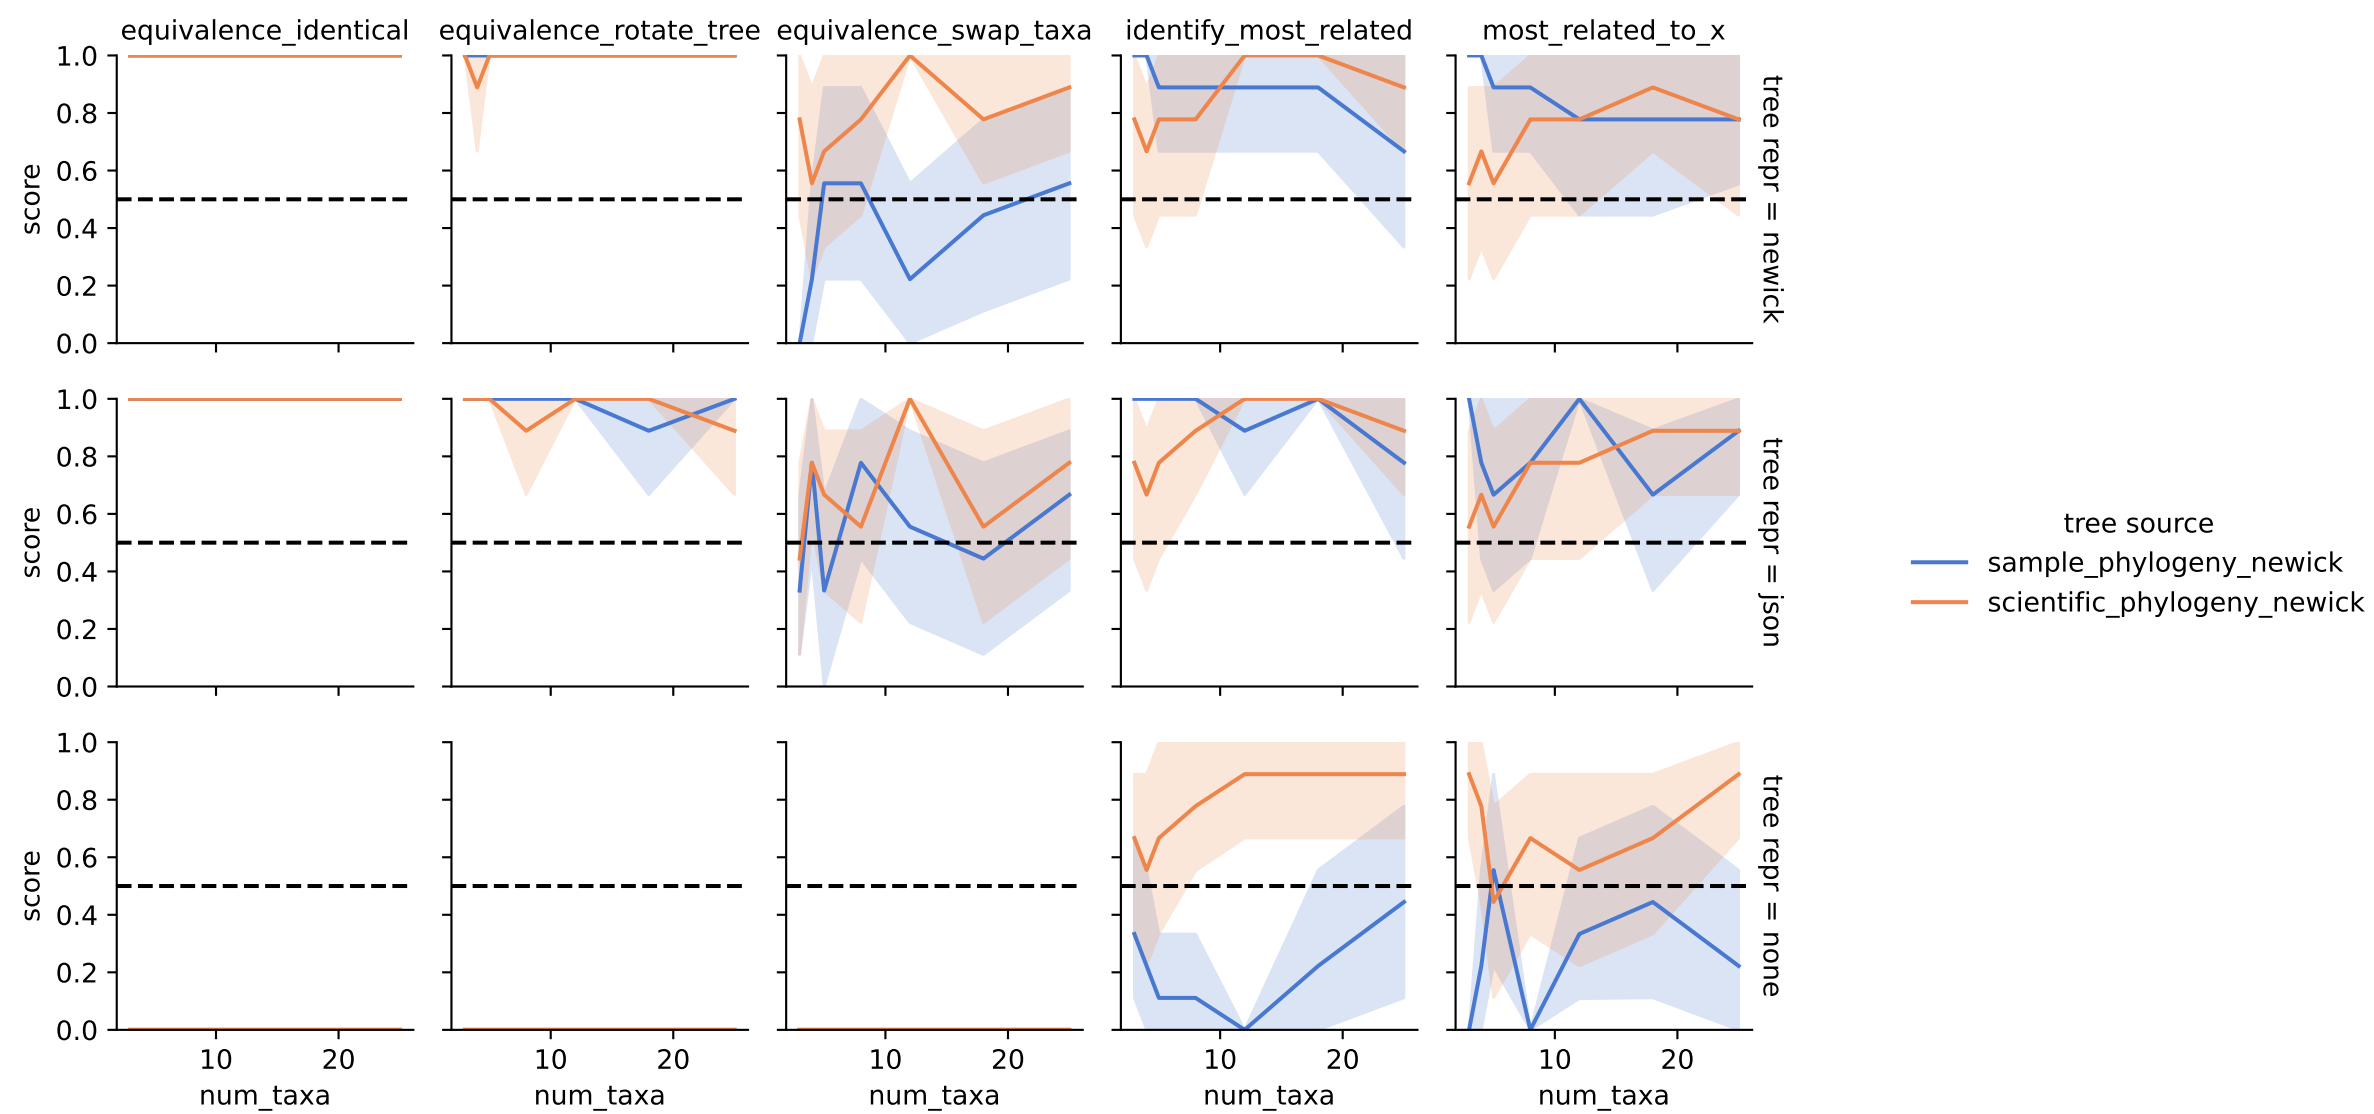 equivalence_identical equivalence_rotate_tree equivalence_swap_taxa identify_most_related most_related_to_x
1.0
0.8
0.6
0.4
0.2
0.0
score
tree repr = newick
1.0
0.8
0.6
0.4
0.2
0.0
score
tree repr = json
tree source
sample_phylogeny_newick
scientific_phylogeny_newick
1.0
0.8
0.6
0.4
0.2
0.0
score
tree repr = none
10 20 10 20 10 20 10 20 10 20
num_taxa num_taxa num_taxa num_taxa num_taxa